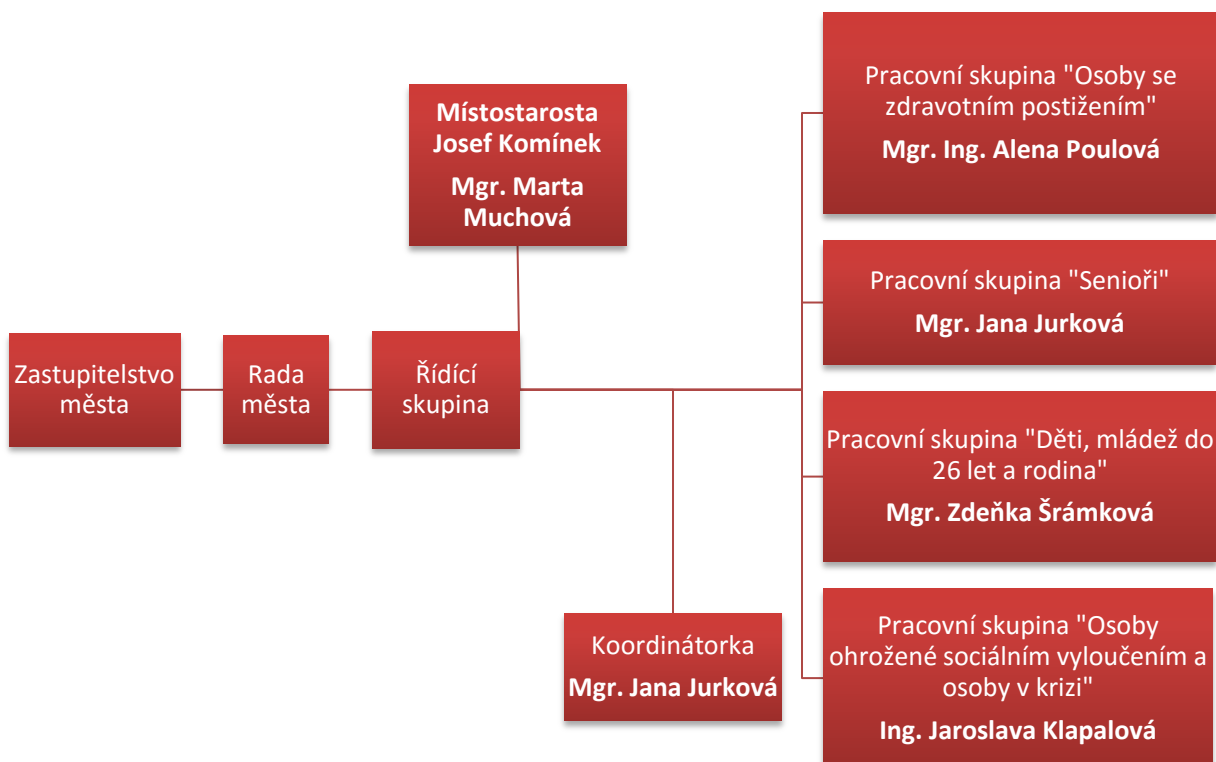 Zastupitelstvo
města
Rada
města
Řídící
skupina
Místostarosta
Josef Komínek
Mgr. Marta
Muchová
Koordinátorka
Mgr. Jana Jurková
Pracovní skupina "Osoby se
zdravotním postižením"
Mgr. Ing. Alena Poulová
Pracovní skupina "Senioři"
Mgr. Jana Jurková
Pracovní skupina "Děti, mládež do
26 let a rodina"
Mgr. Zdeňka Šrámková
Pracovní skupina "Osoby
ohrožené sociálním vyloučením a
osoby v krizi"
Ing. Jaroslava Klapalová